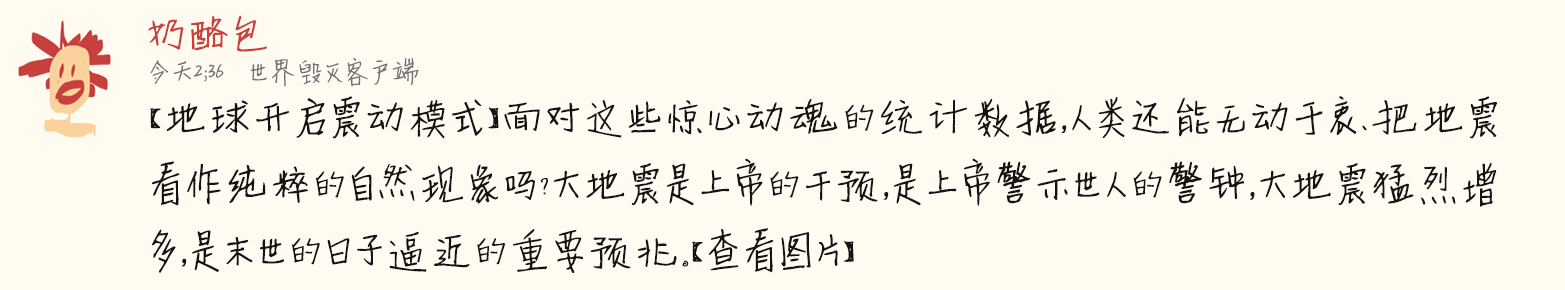 奶酪包
今天2:36 世界毁灭客户端
【地球开启震动模式】面对这些惊心动魂的统计数据,人类还能无动于衷、把地震
看作纯粹的自然现象吗?大地震是上帝的干预,是上帝警示世人的警钟,大地震猛烈增
多,是末世的日子逼近的重要预兆。【查看图片】